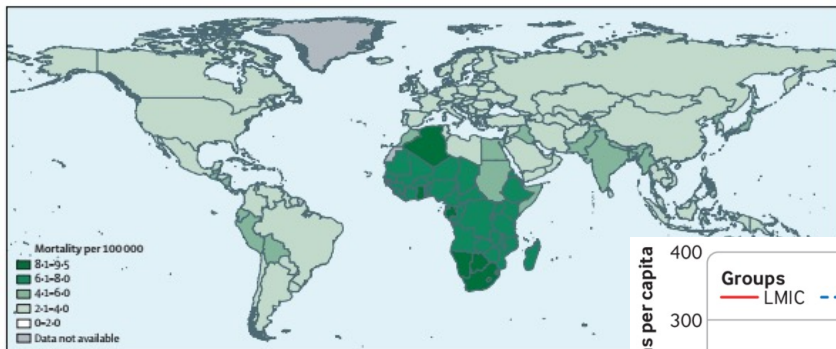 Mortality per 100 000
8·1–9·5
6·1–8·0
4·1–6·0
2·1–4·0
0–2·0
Data not available
400
Groups
LMIC
300
per capita